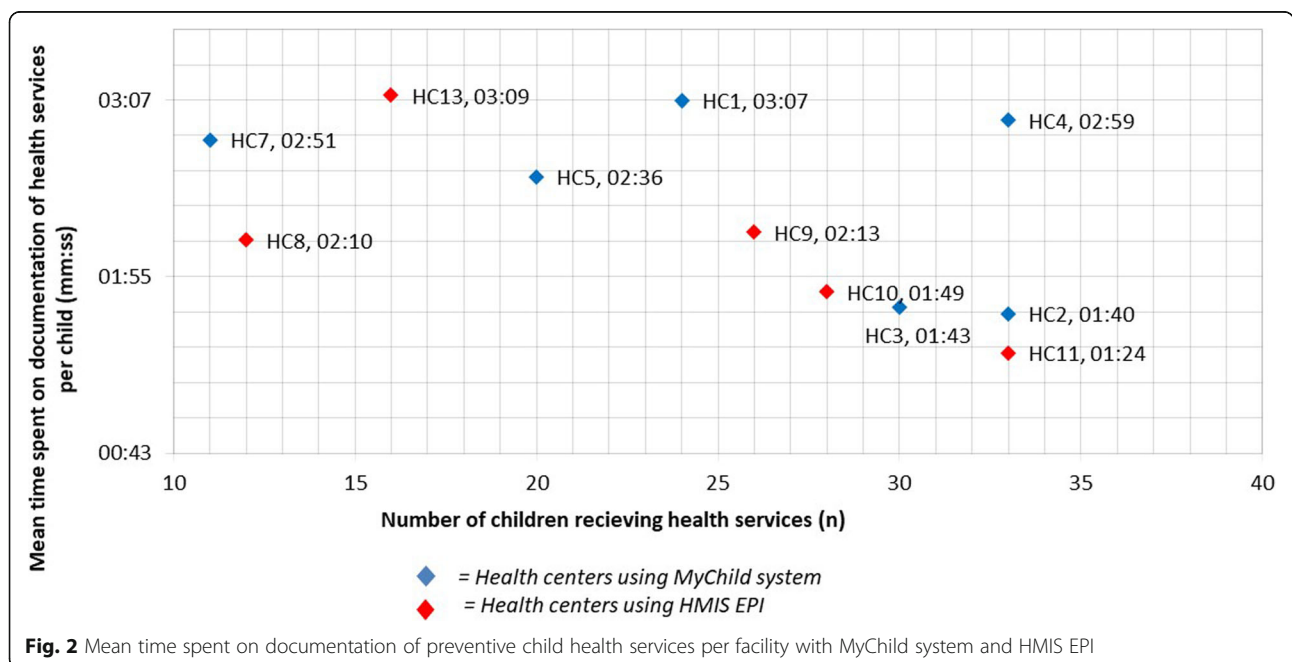 Mean time spent on documentation of health services
per child (mm:ss)
03:07
01:55
00:43
HC13, 03:09
HC1, 03:07
HC4, 02:59
HC7, 02:51
HC5, 02:36
HC8, 02:10
HC9, 02:13
HC10, 01:49
HC3, 01:43
HC2, 01:40
HC11, 01:24
10 15 20 25 30 35 40
Number of children recieving health services (n)
= Health centers using MyChild system
= Health centers using HMIS EPI
Fig. 2 Mean time spent on documentation of preventive child health services per facility with MyChild system and HMIS EPI